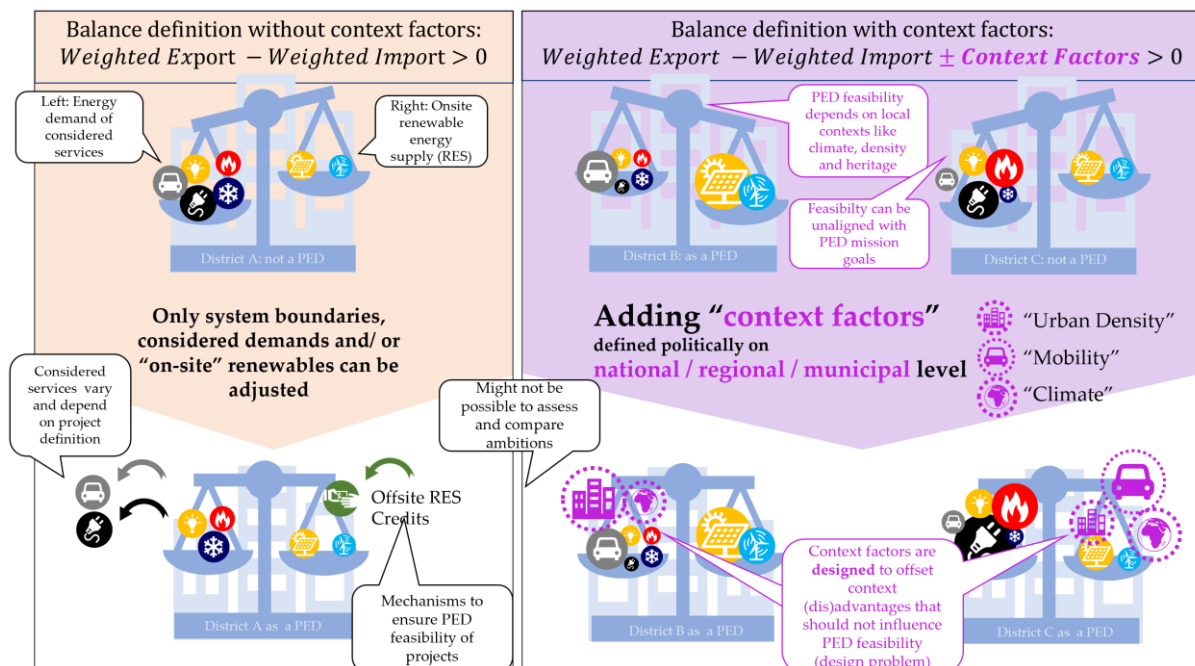 Balance definition without context factors:
Weighted Export − Weighted Import > 0
Left: Energy
demand of
considered
services
Right: Onsite
renewable
energy
supply (RES)
District A: not a PED
Only system boundaries,
considered demands and/ or
“on-site” renewables can be
adjusted
Considered
services vary
and depend
on project
definition
Offsite RES
Credits
Mechanisms to
ensure PED
feasibility of
projects
District A as a PED
Balance definition with context factors:
Weighted Export − Weighted Import ± Context Factors > 0
PED feasibility
depends on local
contexts like
climate, density
and heritage
Feasibilty can be
unaligned with
PED mission
goals
District B: as a PED
District C: not a PED
Adding “context factors”
defined politically on
national / regional / municipal level
“Urban Density”
“Mobility”
“Climate”
Might not be
possible to assess
and compare
ambitions
Context factors are
designed to offset
context
(dis)advantages that
should not influence
PED feasibility
(design problem)
District B as a PED
District C as a PED